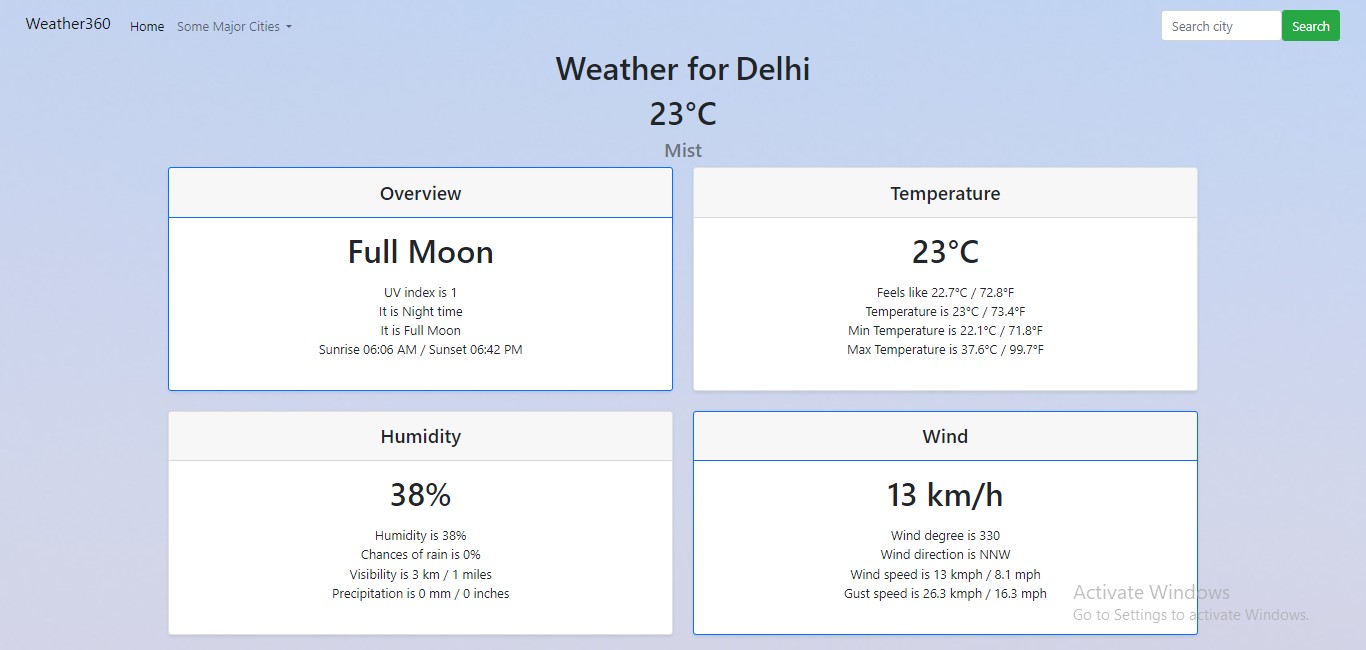 Weather360 Home Some Major Cities Search city Search
Weather for Delhi
23°C
Mist
Overview
Full Moon
UV index is 1
It is Night time
It is Full Moon
Sunrise 06:06 AM / Sunset 06:42 PM
Temperature
23°C
Feels like 22.7°C / 72.8°F
Temperature is 23°C / 73.4°F
Min Temperature is 22.1°C / 71.8°F
Max Temperature is 37.6°C / 99.7°F
Humidity
38%
Humidity is 38%
Chances of rain is 0%
Visibility is 3 km / 1 miles
Precipitation is 0 mm / 0 inches
Wind
13 km/h
Wind degree is 330
Wind direction is NNW
Wind speed is 13 kmph / 8.1 mph
Gust speed is 26.3 kmph / 16.3 mph
Activate Windows
Go to Settings to activate Windows.